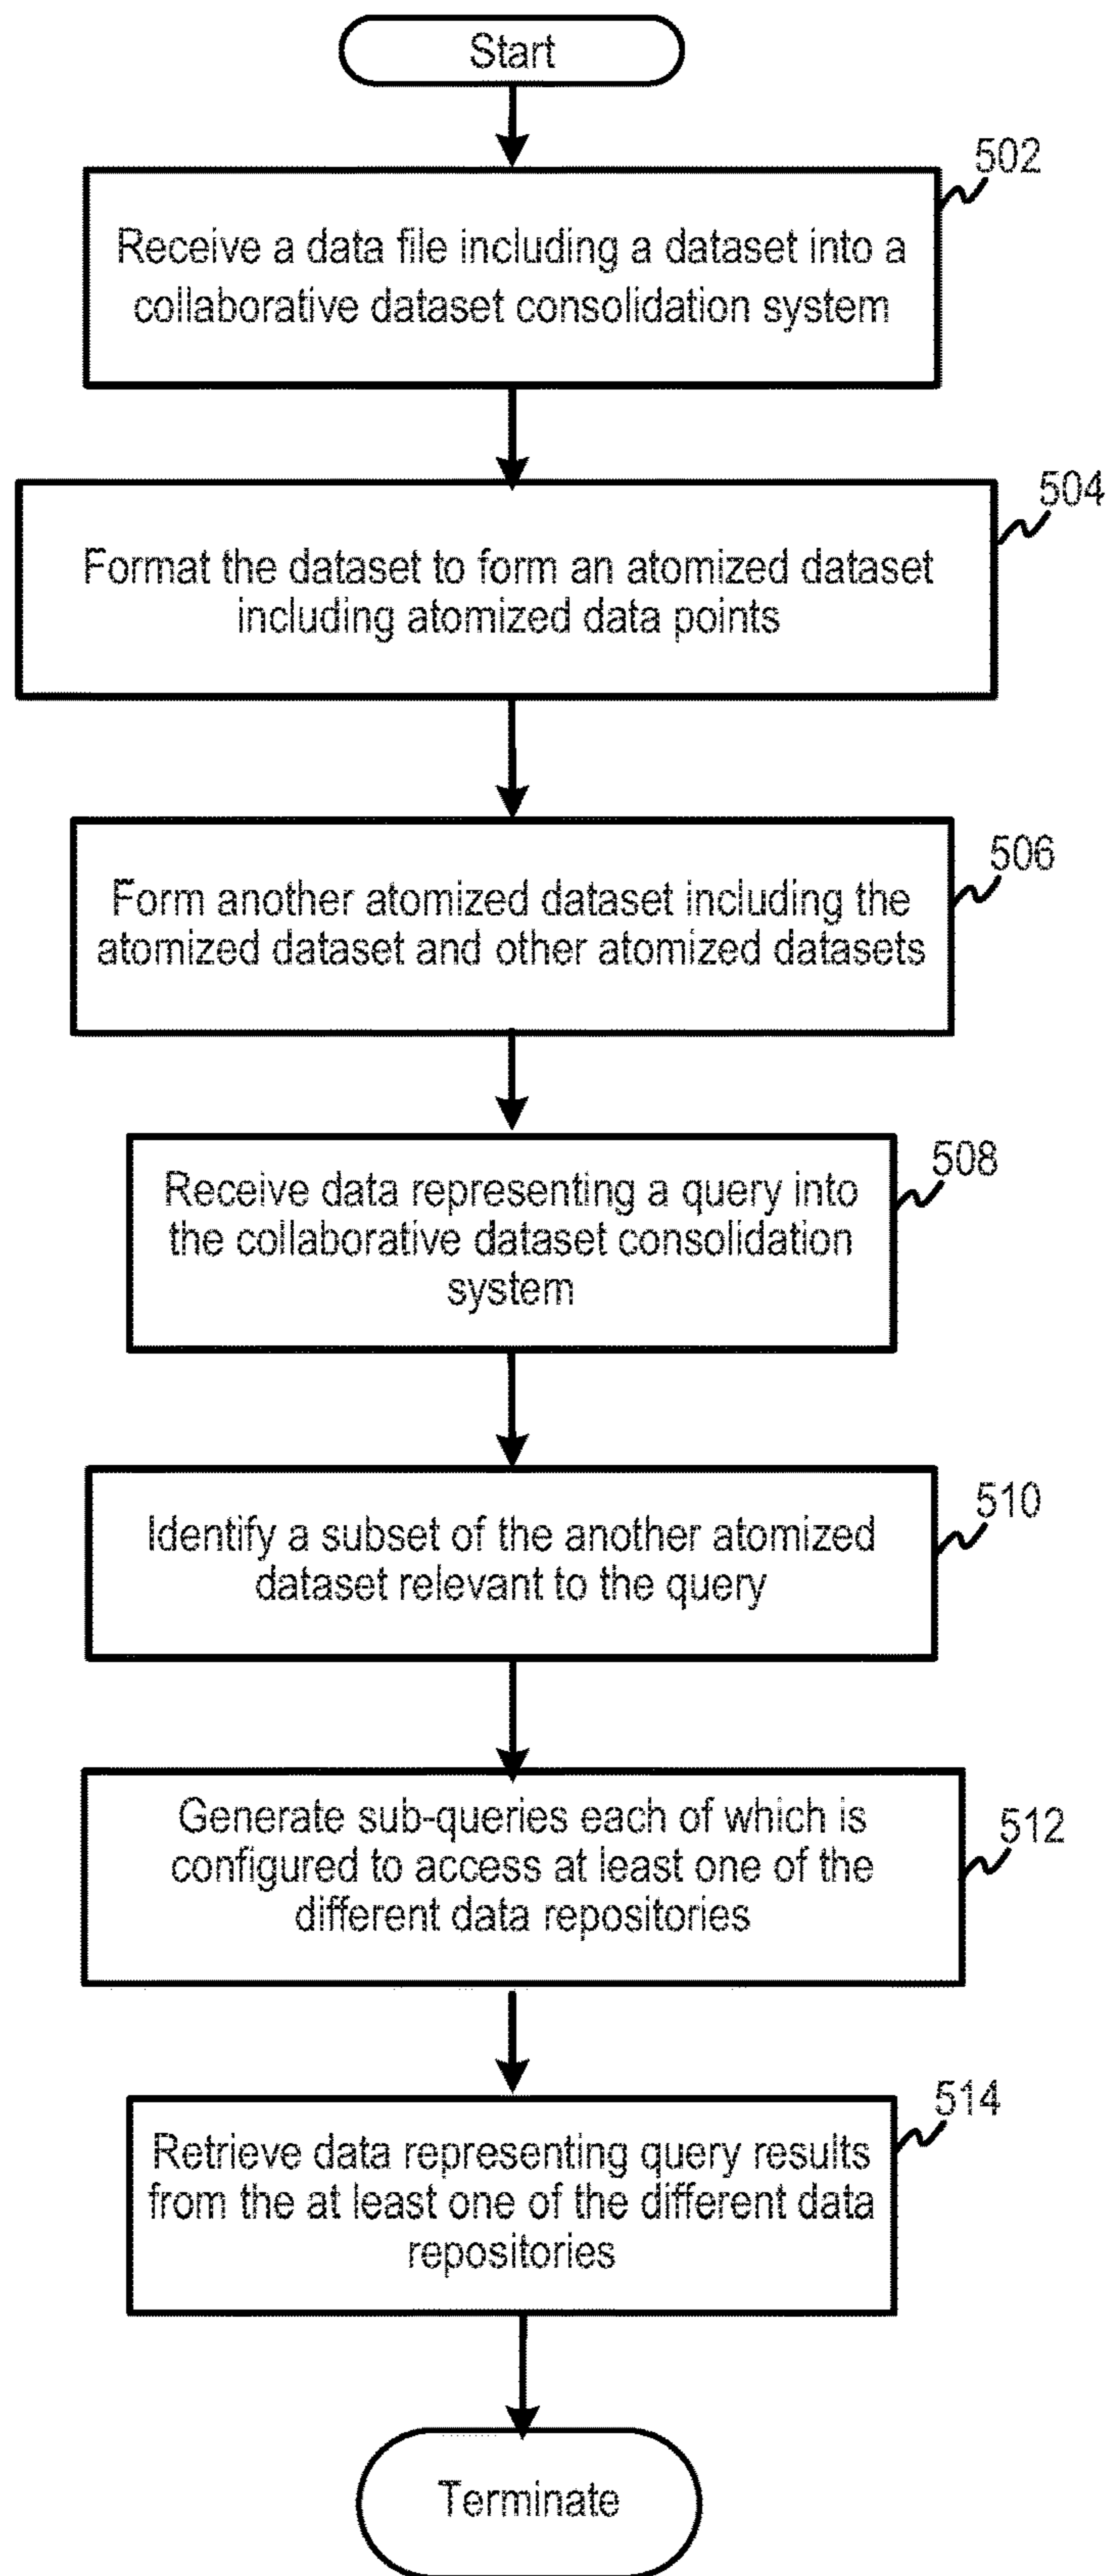 Start
502
Receive a data file including a dataset into a
collaborative dataset consolidation system
504
Format the dataset to form an atomized dataset
including atomized data points
506
Form another atomized dataset including the
atomized dataset and other atomized datasets
508
Receive data representing a query into
the collaborative dataset consolidation
system
510
Identify a subset of the another atomized
dataset relevant to the query
512
Generate sub-queries each of which is
configured to access at least one of the
different data repositories
514
Retrieve data representing query results
from the at least one of the different data
repositories
Terminate